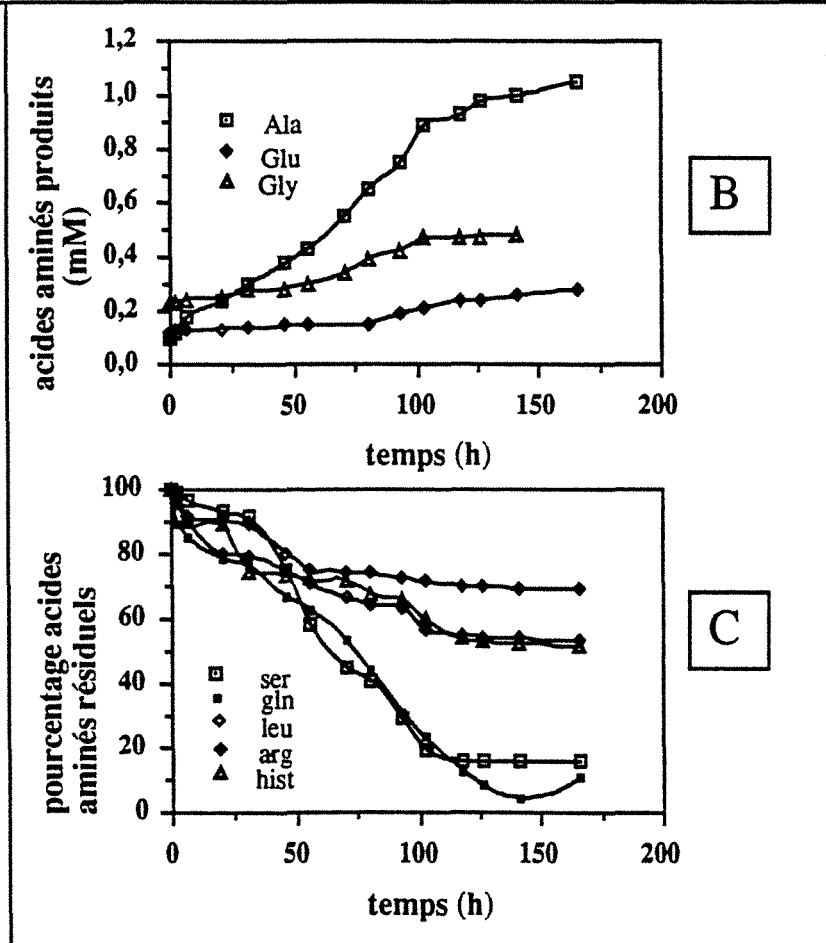 1,2
1,0
0,8
0,6
0,4
0,2
0,0
acides aminés produits
(mM)
Ala
Glu
Gly
B
0 50 100 150 200
temps (h)
100
80
60
40
20
0
pourcentage acides
aminés résiduels
ser
gln
leu
arg
hist
C
0 50 100 150 200
temps (h)